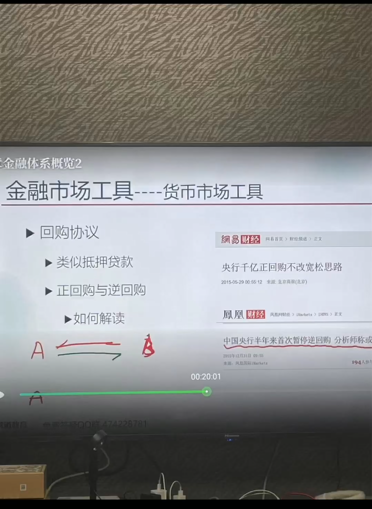 金融体系概览2
金融市场工具----货币市场工具
▶ 回购协议
▶ 类似抵押贷款
▶ 正回购与逆回购
▶如何解读
A B
网易 财经
央行千亿正回购不改宽松思路
凤凰 财经
中国央行半年来首次暂停逆回购 分析师称或
00:20:01
A